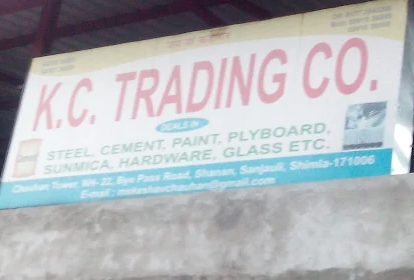 K.C. TRADING CO.
DEALS IN
STEEL, CEMENT, PAINT, PLYBOARD,
SUNMICA, HARDWARE, GLASS ETC.
Chauhan Tower, NH- 22, Bye Pass Road, Shanan, Sanjauli, Shimla-171006
E-mail :